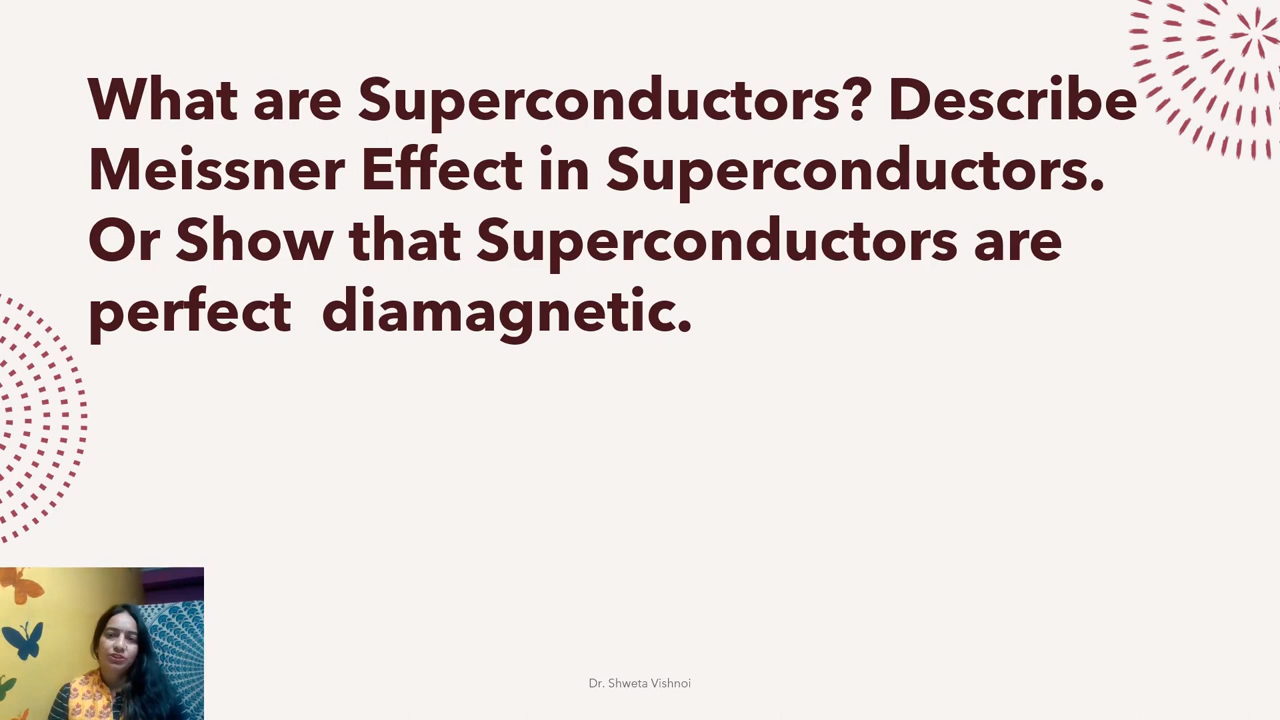 What are Superconductors? Describe
Meissner Effect in Superconductors.
Or Show that Superconductors are
perfect  diamagnetic.
Dr. Shweta Vishnoi